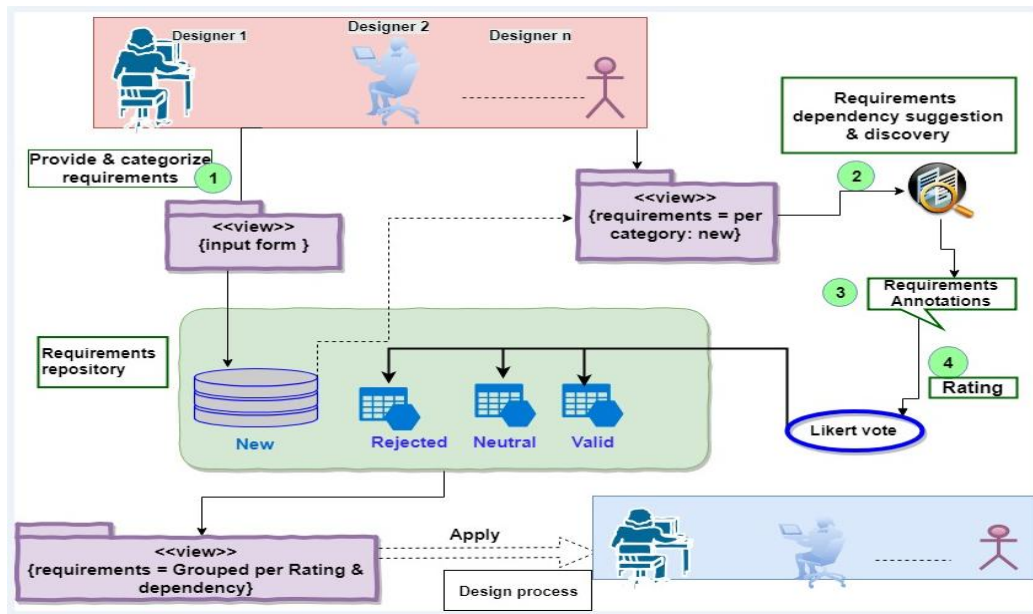 Designer 1
Designer 2
Designer n
Provide & categorize
requirements
1
<<view>>
{input form }
<<view>>
{requirements = per
category: new}
2
Requirements
dependency suggestion
& discovery
3
Requirements
Annotations
4
Rating
Likert vote
Requirements
repository
New
Rejected
Neutral
Valid
<<view>>
{requirements = Grouped per Rating &
dependency}
Apply
Design process